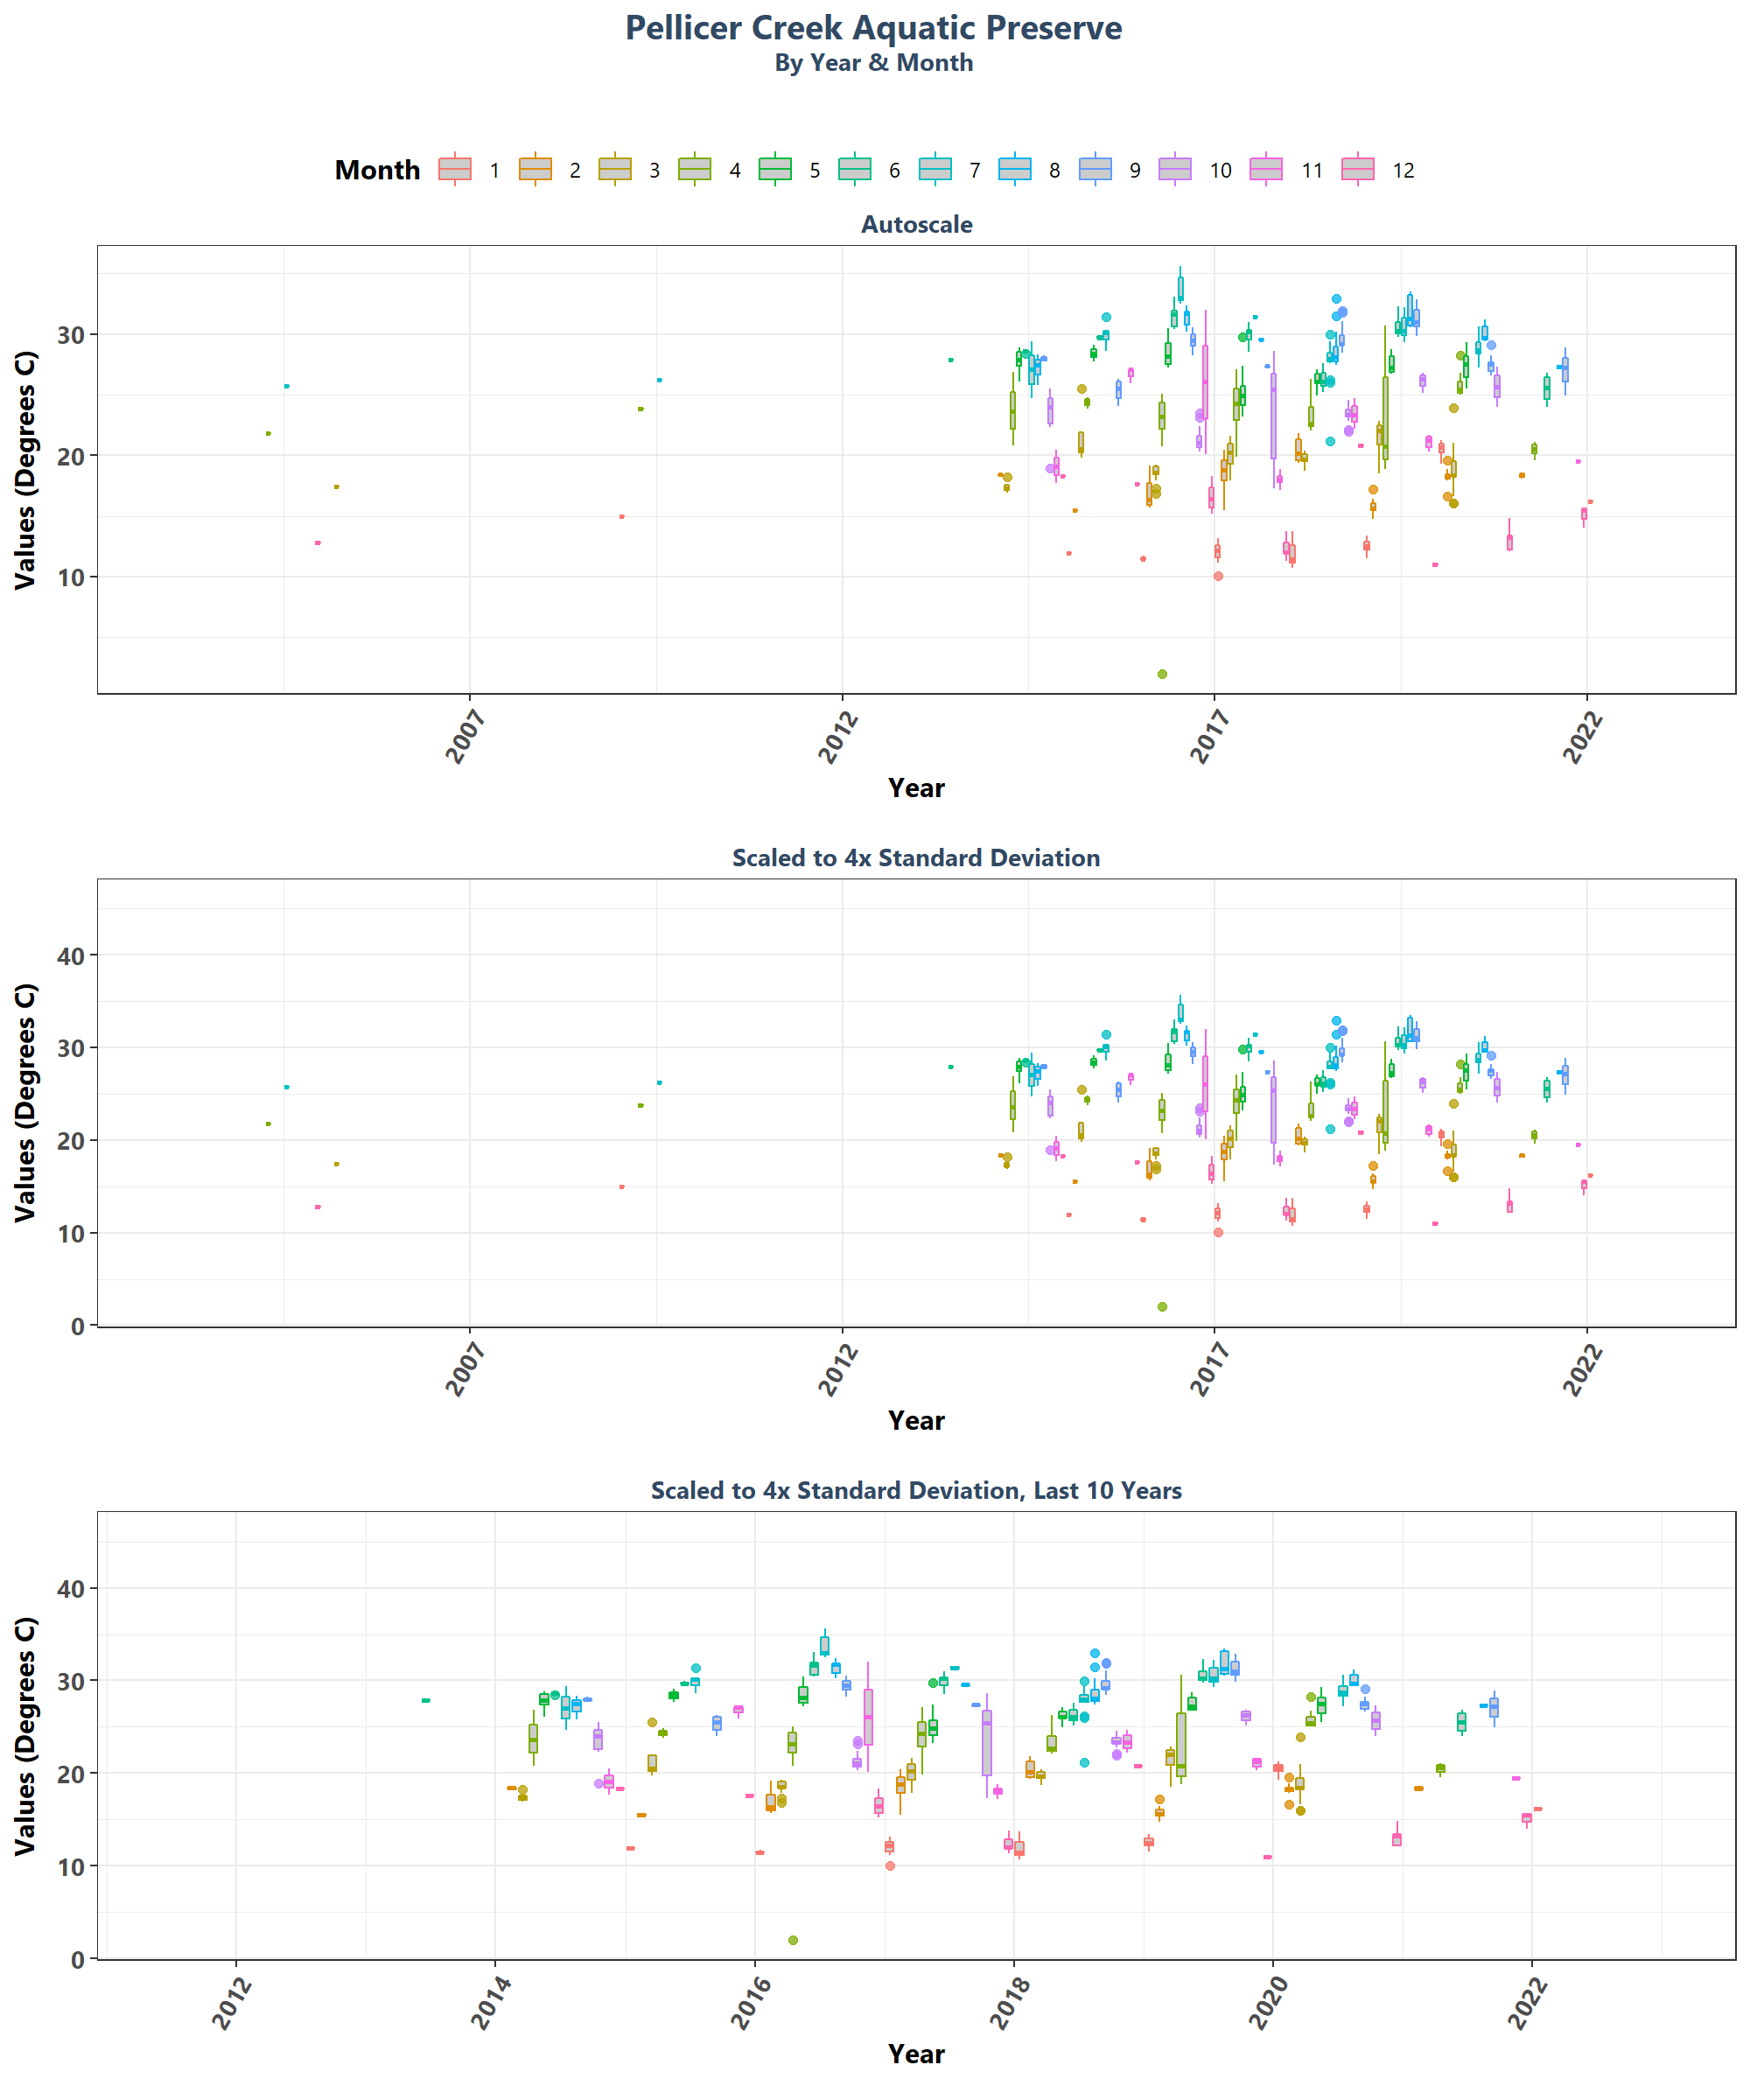 Pellicer Creek Aquatic Preserve
By Year & Month
Month 1 2 3 4 5 6 7 8 9 10 11 12
Autoscale
Values (Degrees C)
30
20
10
2007 2012 2017 2022
Year
Scaled to 4x Standard Deviation
Values (Degrees C)
40
30
20
10
0
2007 2012 2017 2022
Year
Scaled to 4x Standard Deviation, Last 10 Years
Values (Degrees C)
40
30
20
10
0
2012 2014 2016 2018 2020 2022
Year